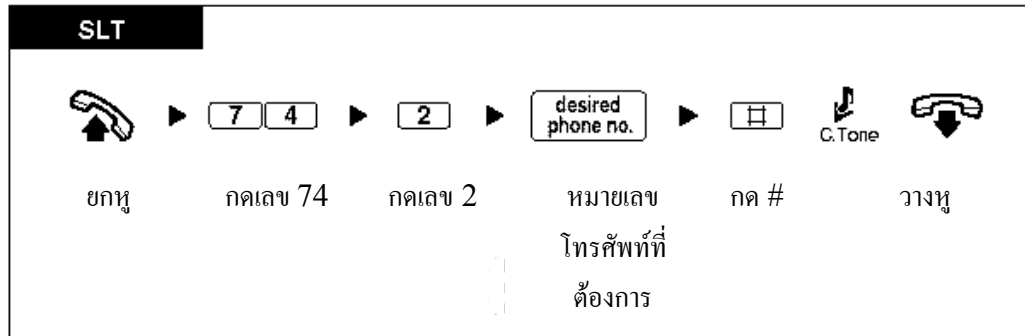 SLT
7 4 2 desired phone no. # C.Tone
ยกหู กดเลข 74 กดเลข 2 หมายเลข กด # วางหู
โทรศัพท์ที่
ต้องการ